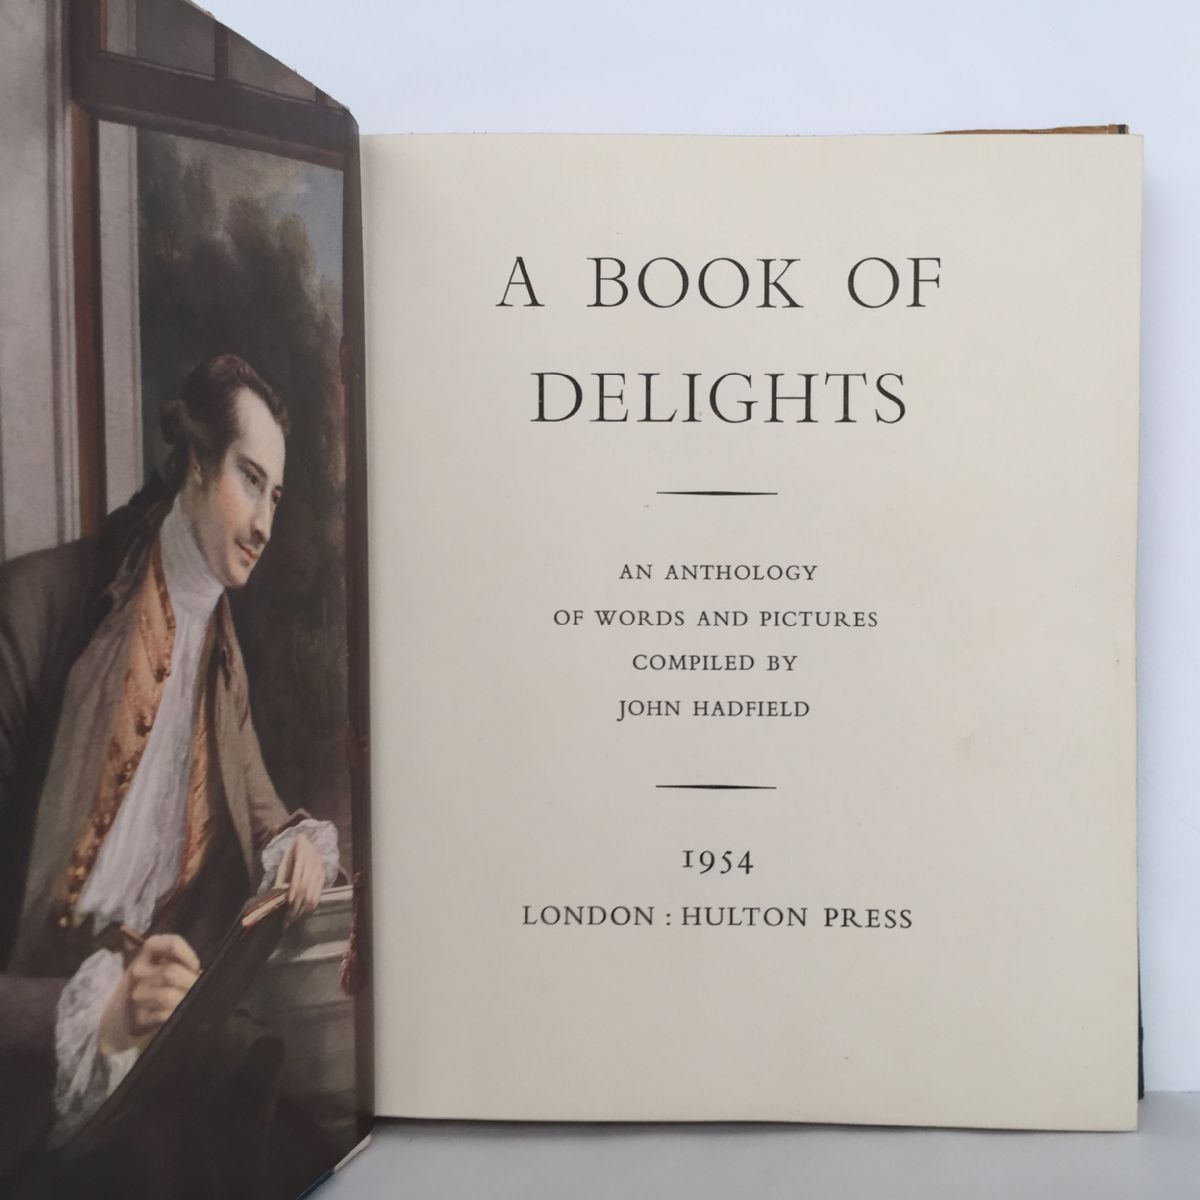 A BOOK OF
DELIGHTS
AN ANTHOLOGY
OF WORDS AND PICTURES
COMPILED BY
JOHN HADFIELD
1954
LONDON : HULTON PRESS